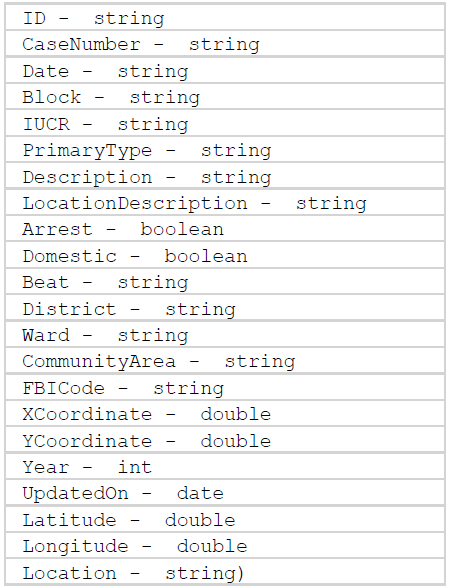 ID -  string
CaseNumber -  string
Date -  string
Block -  string
IUCR -  string
PrimaryType -  string
Description -  string
LocationDescription -  string
Arrest -  boolean
Domestic -  boolean
Beat -  string
District -  string
Ward -  string
CommunityArea -  string
FBICode -  string
XCoordinate -  double
YCoordinate -  double
Year -  int
UpdatedOn -  date
Latitude -  double
Longitude -  double
Location -  string)